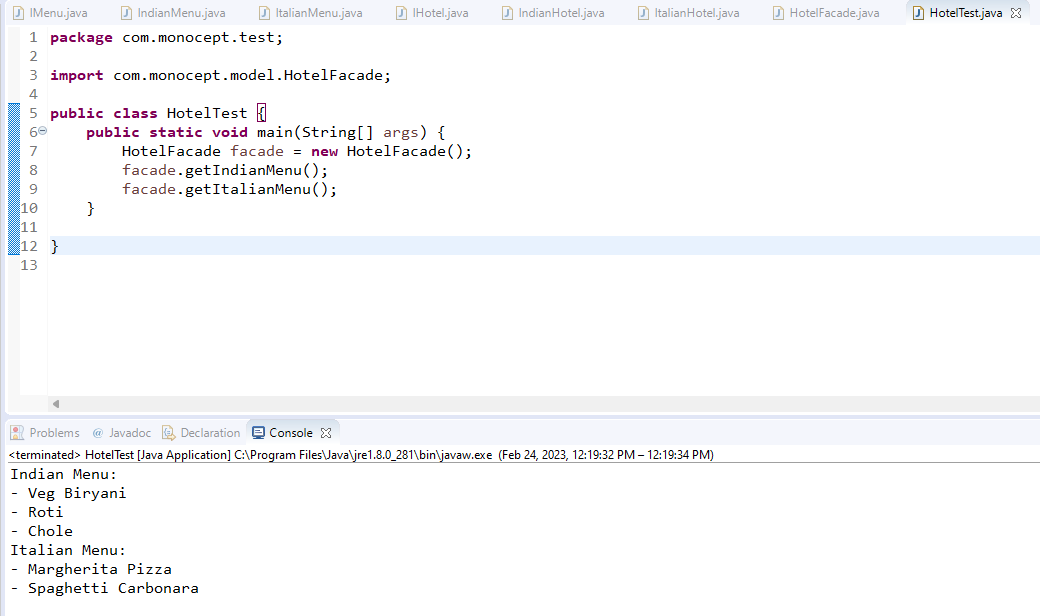 IMenu.java IndianMenu.java ItalianMenu.java IHotel.java IndianHotel.java ItalianHotel.java HotelFacade.java HotelTest.java
1 package com.monocept.test;
2
3 import com.monocept.model.HotelFacade;
4
5 public class HotelTest {
6 public static void main(String[] args) {
7 HotelFacade facade = new HotelFacade();
8 facade.getIndianMenu();
9 facade.getItalianMenu();
10 }
11
12 }
13
Problems @ Javadoc Declaration Console
<terminated> HotelTest [Java Application] C:\Program Files\Java\jre1.8.0_281\bin\javaw.exe (Feb 24, 2023, 12:19:32 PM – 12:19:34 PM)
Indian Menu:
- Veg Biryani
- Roti
- Chole
Italian Menu:
- Margherita Pizza
- Spaghetti Carbonara